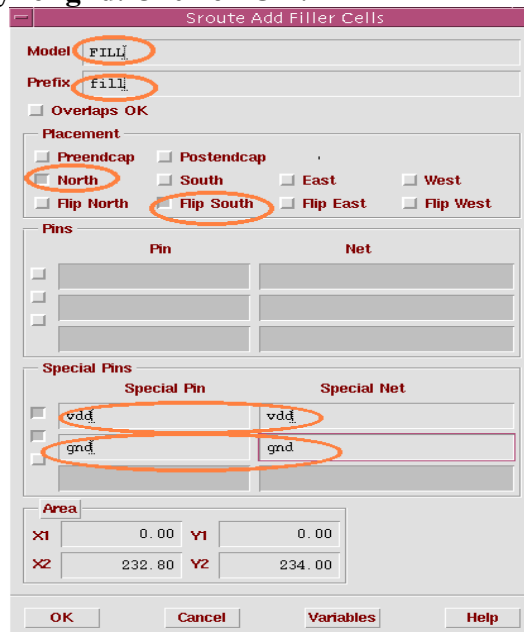 Sroute Add Filler Cells
Model FILL
Prefix fill
Overlaps OK
Placement
Preendcap Postendcap
North South East West
Flip North Flip South Flip East Flip West
Pins
Pin Net
Special Pins
Special Pin Special Net
vdd vdd
gnd gnd
Area
X1 0.00 Y1 0.00
X2 232.80 Y2 234.00
OK Cancel Variables Help